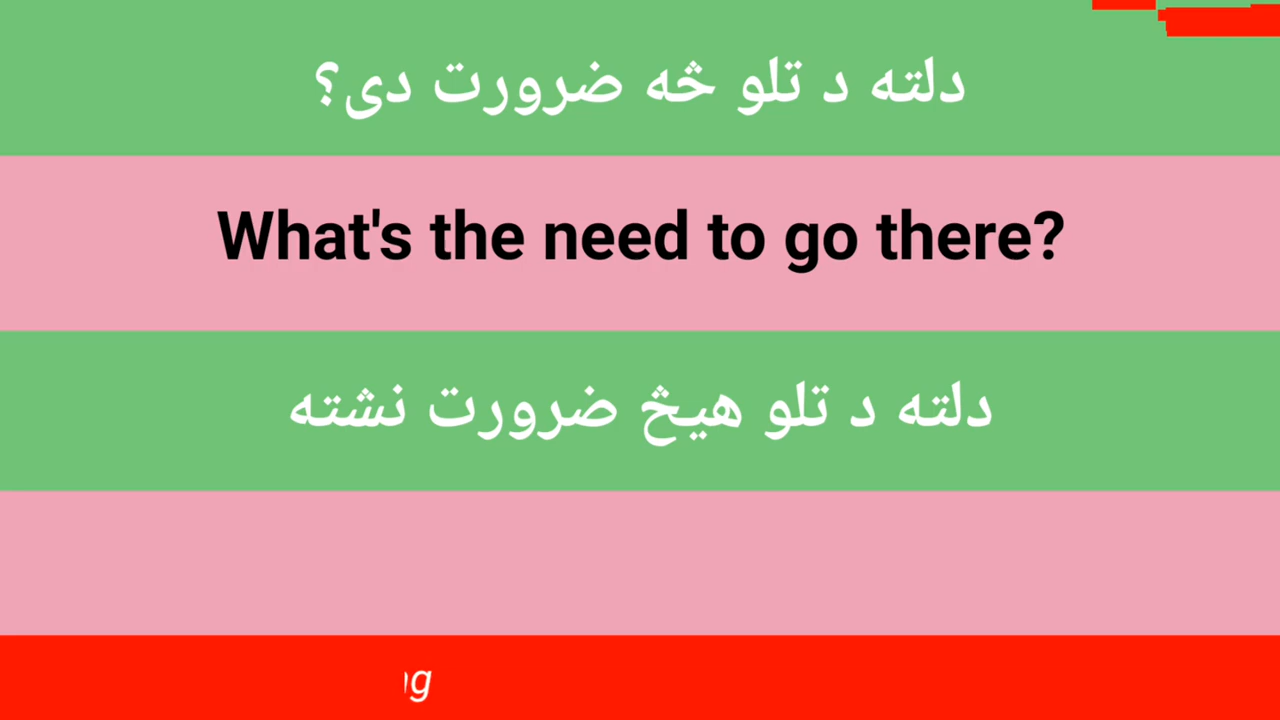 دلته د تلو څه ضرورت دی؟
What's the need to go there?
دلته د تلو هیڅ ضرورت نشته